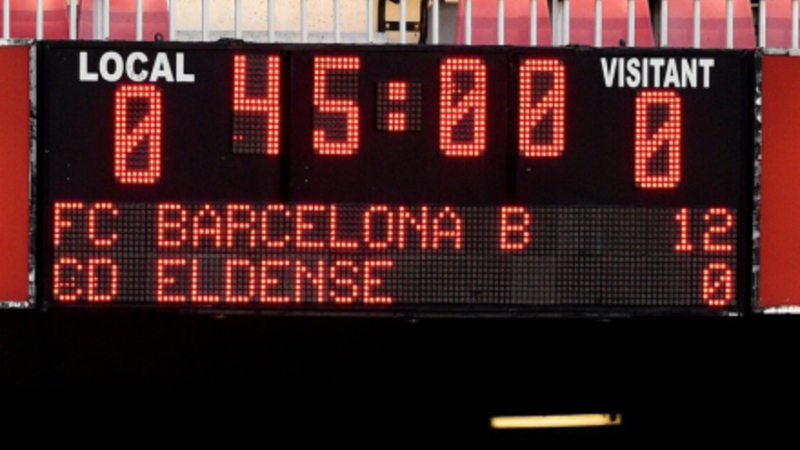 LOCAL 45:00 VISITANT
0 0
FC BARCELONA B 12
CD ELDENSE 0